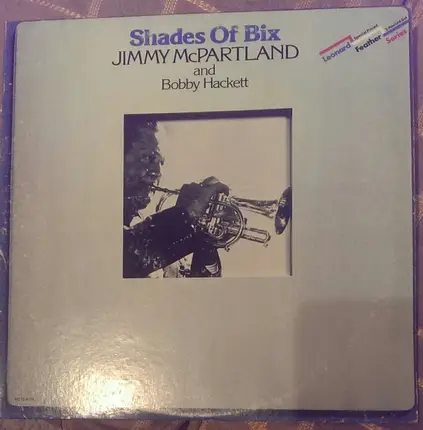 Shades Of Bix
JIMMY McPARTLAND
and
Bobby Hackett
Leonard
Feather
Series